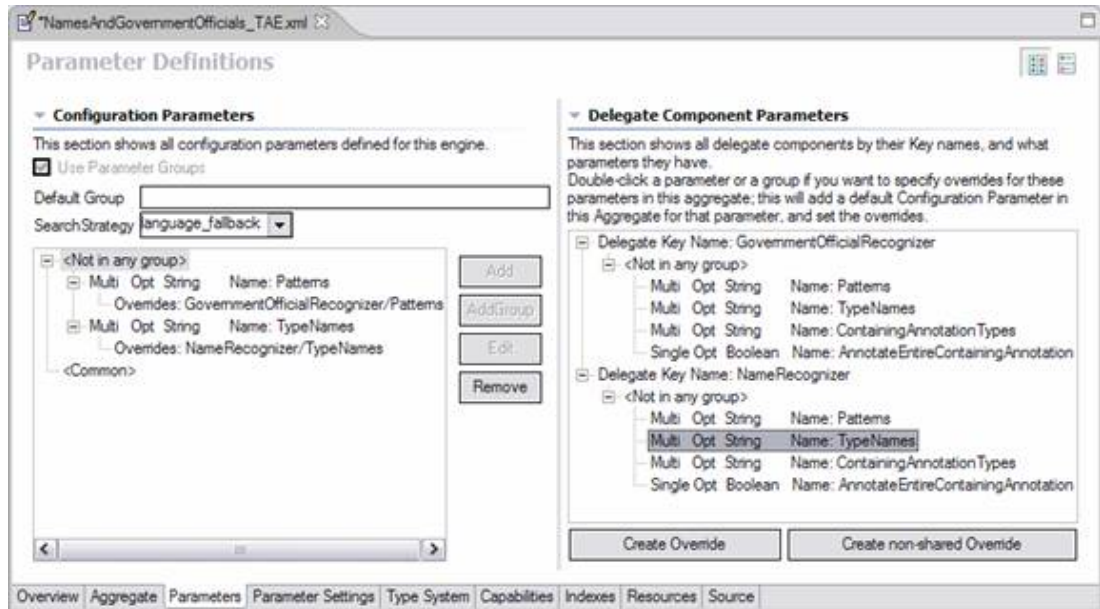 *NamesAndGovernmentOfficials_TAE.xml
Parameter Definitions
Configuration Parameters
This section shows all configuration parameters defined for this engine.
Use Parameter Groups
Default Group
SearchStrategy language_fallback
<Not in any group>
Multi Opt String Name: Patterns
Overrides: GovernmentOfficialRecognizer/Patterns
Multi Opt String Name: TypeNames
Overrides: NameRecognizer/TypeNames
<Common>
Add
AddGroup
Edit
Remove
Delegate Component Parameters
This section shows all delegate components by their Key names, and what
parameters they have.
Double-click a parameter or a group if you want to specify overrides for these
parameters in this aggregate; this will add a default Configuration Parameter in
this Aggregate for that parameter, and set the overrides.
Delegate Key Name: GovernmentOfficialRecognizer
<Not in any group>
Multi Opt String Name: Patterns
Multi Opt String Name: TypeNames
Multi Opt String Name: ContainingAnnotationTypes
Single Opt Boolean Name: AnnotateEntireContainingAnnotation
Delegate Key Name: NameRecognizer
<Not in any group>
Multi Opt String Name: Patterns
Multi Opt String Name: TypeNames
Multi Opt String Name: ContainingAnnotationTypes
Single Opt Boolean Name: AnnotateEntireContainingAnnotation
Create Override
Create non-shared Override
Overview Aggregate Parameters Parameter Settings Type System Capabilities Indexes Resources Source